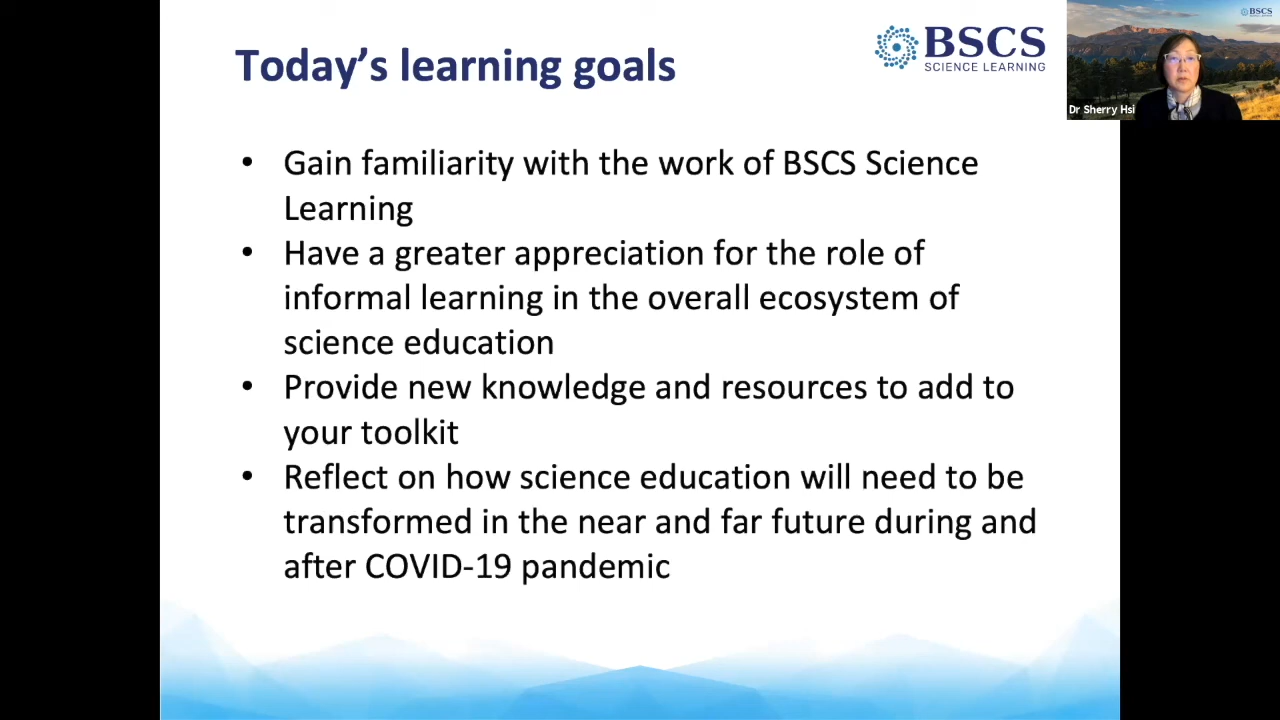 Today's learning goals
BSCS
SCIENCE LEARNING
BSCS
Dr Sherry Hsi
• Gain familiarity with the work of BSCS Science
Learning
• Have a greater appreciation for the role of
informal learning in the overall ecosystem of
science education
• Provide new knowledge and resources to add to
your toolkit
• Reflect on how science education will need to be
transformed in the near and far future during and
after COVID-19 pandemic